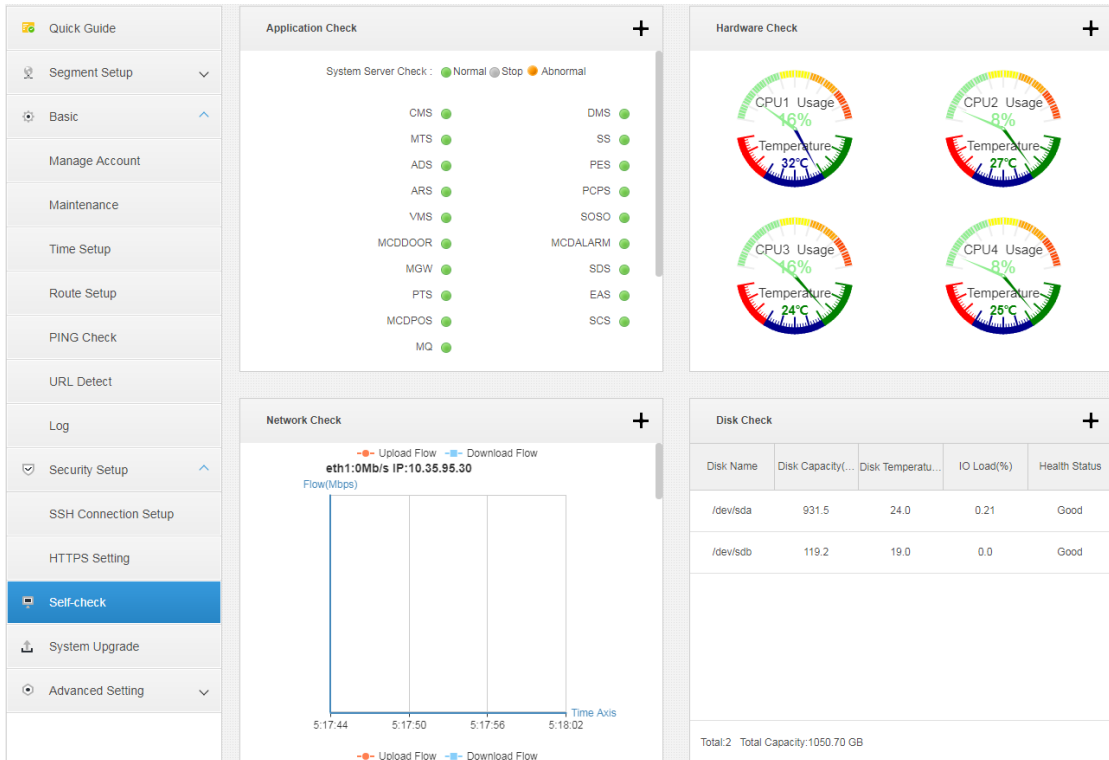 Quick Guide
Segment Setup
Basic
Manage Account
Maintenance
Time Setup
Route Setup
PING Check
URL Detect
Log
Security Setup
SSH Connection Setup
HTTPS Setting
Self-check
System Upgrade
Advanced Setting
Application Check
System Server Check : Normal Stop Abnormal
CMS DMS
MTS SS
ADS PES
ARS PCPS
VMS SOSO
MCDDOOR MCDALARM
MGW SDS
PTS EAS
MCDPOS SCS
MQ
Hardware Check
CPU1 Usage
16%
Temperature
32℃
CPU2 Usage
8%
Temperature
27℃
CPU3 Usage
16%
Temperature
24℃
CPU4 Usage
8%
Temperature
25℃
Network Check
Upload Flow Download Flow
eth1:0Mb/s IP:10.35.95.30
Flow(Mbps)
Time Axis
5:17:44 5:17:50 5:17:56 5:18:02
Upload Flow Download Flow
Disk Check
Disk Name Disk Capacity(... Disk Temperatu... IO Load(%) Health Status
/dev/sda 931.5 24.0 0.21 Good
/dev/sdb 119.2 19.0 0.0 Good
Total:2 Total Capacity:1050.70 GB